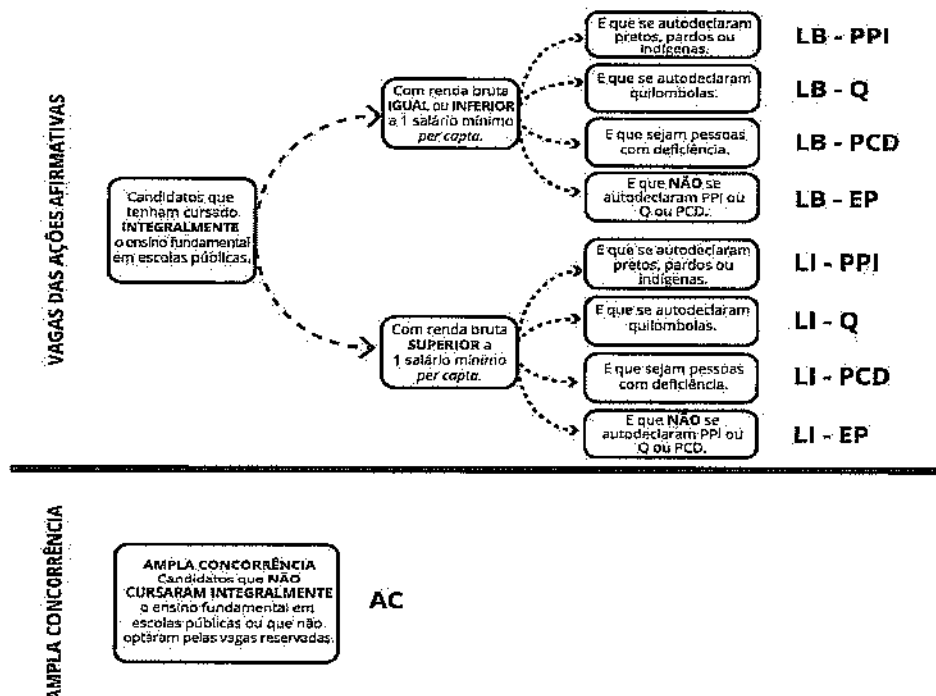 VAGAS DAS AÇÕES AFIRMATIVAS
Candidatos que
tenham cursado
INTEGRALMENTE
o ensino fundamental
em escolas públicas.
Com renda bruta
IGUAL ou INFERIOR
a 1 salário mínimo
per capta.
E que se autodeclaram
pretos, pardos ou
indígenas.
LB - PPI
E que se autodeclaram
quilombolas.
LB - Q
E que sejam pessoas
com deficiência.
LB - PCD
E que NÃO se
autodeclaram PPI ou
Q ou PCD.
LB - EP
Com renda bruta
SUPERIOR a
1 salário mínimo
per capta.
E que se autodeclaram
pretos, pardos ou
indígenas.
LI - PPI
E que se autodeclaram
quilombolas.
LI - Q
E que sejam pessoas
com deficiência.
LI - PCD
E que NÃO se
autodeclaram PPI ou
Q ou PCD.
LI - EP
AMPLA CONCORRÊNCIA
AMPLA CONCORRÊNCIA
Candidatos que NÃO
CURSARAM INTEGRALMENTE
o ensino fundamental em
escolas públicas ou que não
optaram pelas vagas reservadas.
AC